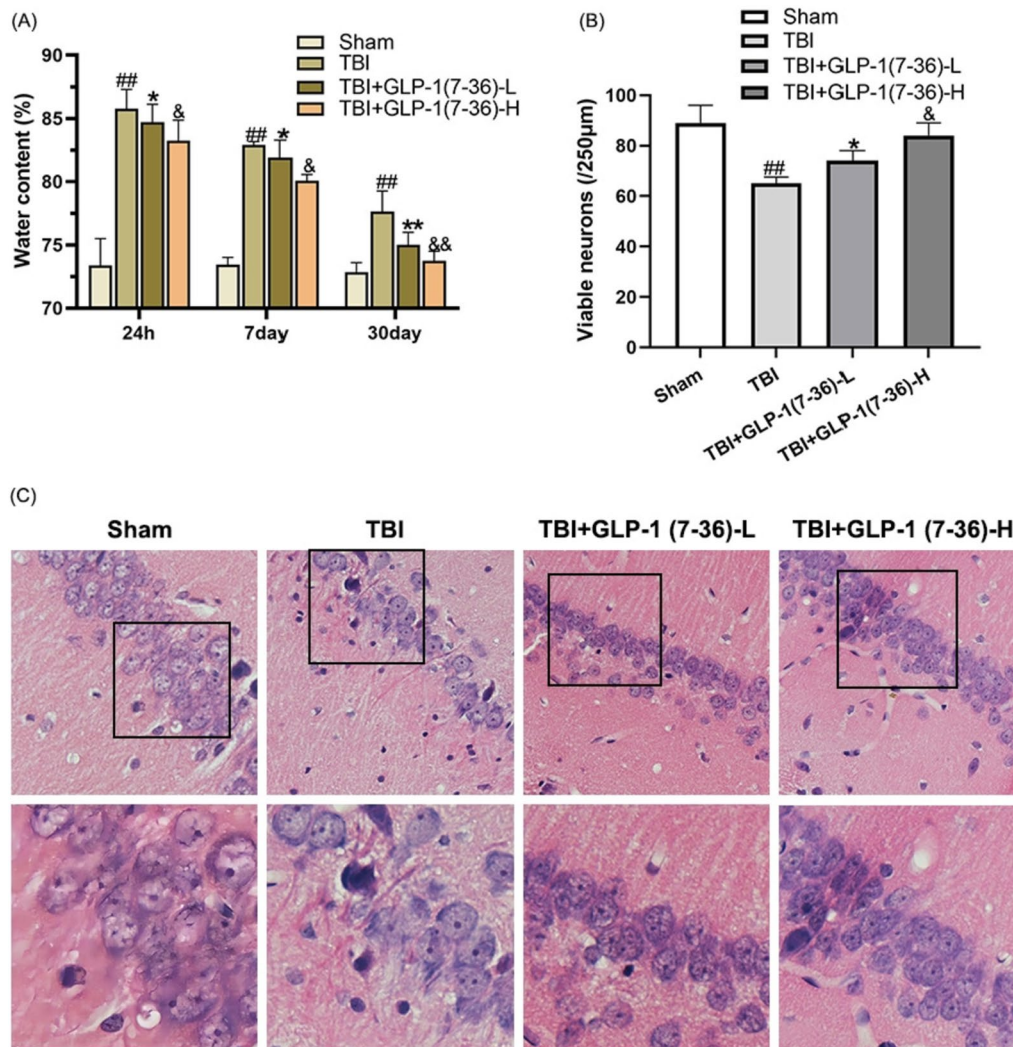 (A)
Sham
TBI
TBI+GLP-1(7-36)-L
TBI+GLP-1(7-36)-H
Water content (%)
90
85
80
75
70
##
*
&
##
*
&
##
**
&&
24h
7day
30day
(B)
Sham
TBI
TBI+GLP-1(7-36)-L
TBI+GLP-1(7-36)-H
Viable neurons (/250μm)
100
80
60
40
20
0
##
*
&
Sham
TBI
TBI+GLP-1(7-36)-L
TBI+GLP-1(7-36)-H
(C)
Sham
TBI
TBI+GLP-1 (7-36)-L
TBI+GLP-1 (7-36)-H